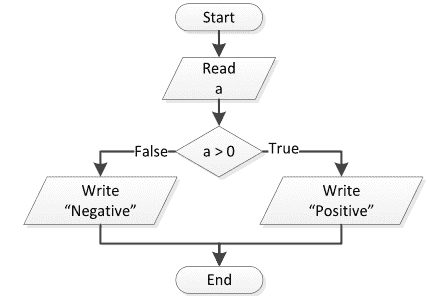 Start
Read
a
a > 0
False
True
Write
“Negative”
Write
“Positive”
End